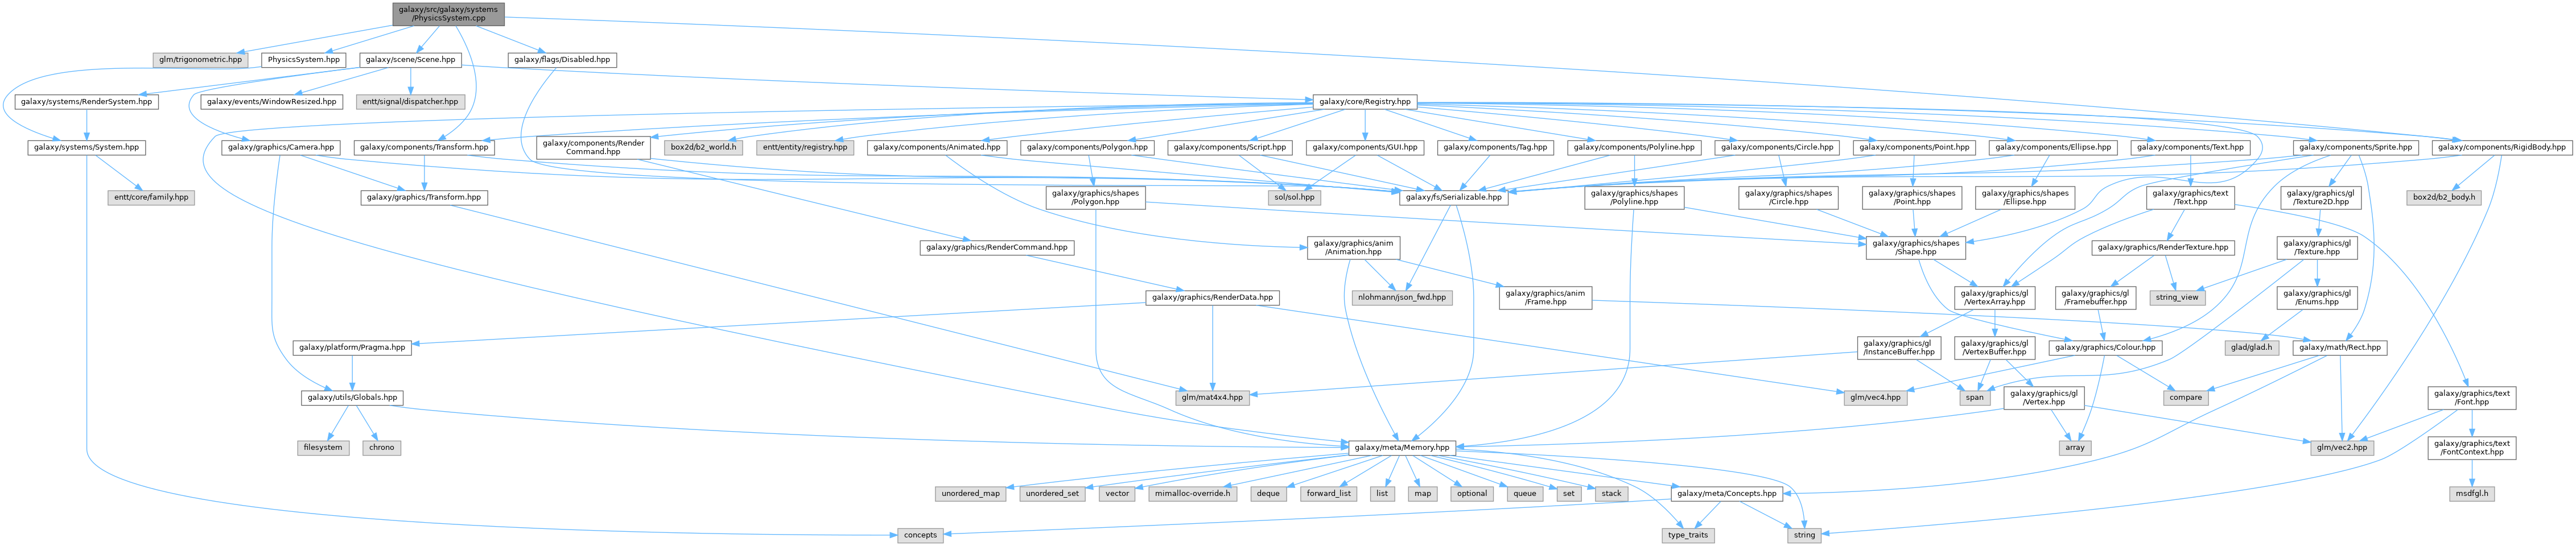 galaxy/src/galaxy/systems
/PhysicsSystem.cpp
glm/trigonometric.hpp
PhysicsSystem.hpp
galaxy/scene/Scene.hpp
galaxy/flags/Disabled.hpp
galaxy/systems/RenderSystem.hpp
galaxy/events/WindowResized.hpp
entt/signal/dispatcher.hpp
galaxy/core/Registry.hpp
galaxy/systems/System.hpp
galaxy/graphics/Camera.hpp
galaxy/components/Transform.hpp
galaxy/components/Render
Command.hpp
box2d/b2_world.h
entt/entity/registry.hpp
galaxy/components/Animated.hpp
galaxy/components/Polygon.hpp
galaxy/components/Script.hpp
galaxy/components/GUI.hpp
galaxy/components/Tag.hpp
galaxy/components/Polyline.hpp
galaxy/components/Circle.hpp
galaxy/components/Point.hpp
galaxy/components/Ellipse.hpp
galaxy/components/Text.hpp
galaxy/components/Sprite.hpp
galaxy/components/RigidBody.hpp
entt/core/family.hpp
galaxy/graphics/Transform.hpp
galaxy/graphics/shapes
/Polygon.hpp
sol/sol.hpp
galaxy/fs/Serializable.hpp
galaxy/graphics/shapes
/Polyline.hpp
galaxy/graphics/shapes
/Circle.hpp
galaxy/graphics/shapes
/Point.hpp
galaxy/graphics/shapes
/Ellipse.hpp
galaxy/graphics/text
/Text.hpp
galaxy/graphics/gl
/Texture2D.hpp
box2d/b2_body.h
galaxy/graphics/RenderCommand.hpp
galaxy/graphics/anim
/Animation.hpp
galaxy/graphics/shapes
/Shape.hpp
galaxy/graphics/RenderTexture.hpp
galaxy/graphics/gl
/Texture.hpp
galaxy/graphics/RenderData.hpp
nlohmann/json_fwd.hpp
galaxy/graphics/anim
/Frame.hpp
galaxy/graphics/gl
/VertexArray.hpp
galaxy/graphics/gl
/Framebuffer.hpp
string_view
galaxy/graphics/gl
/Enums.hpp
galaxy/platform/Pragma.hpp
galaxy/graphics/gl
/InstanceBuffer.hpp
galaxy/graphics/gl
/VertexBuffer.hpp
galaxy/graphics/Colour.hpp
glad/glad.h
galaxy/math/Rect.hpp
galaxy/utils/Globals.hpp
glm/mat4x4.hpp
glm/vec4.hpp
span
galaxy/graphics/gl
/Vertex.hpp
compare
galaxy/graphics/text
/Font.hpp
filesystem
chrono
galaxy/meta/Memory.hpp
array
glm/vec2.hpp
galaxy/graphics/text
/FontContext.hpp
unordered_map
unordered_set
vector
mimalloc-override.h
deque
forward_list
list
map
optional
queue
set
stack
galaxy/meta/Concepts.hpp
msdfgl.h
concepts
type_traits
string